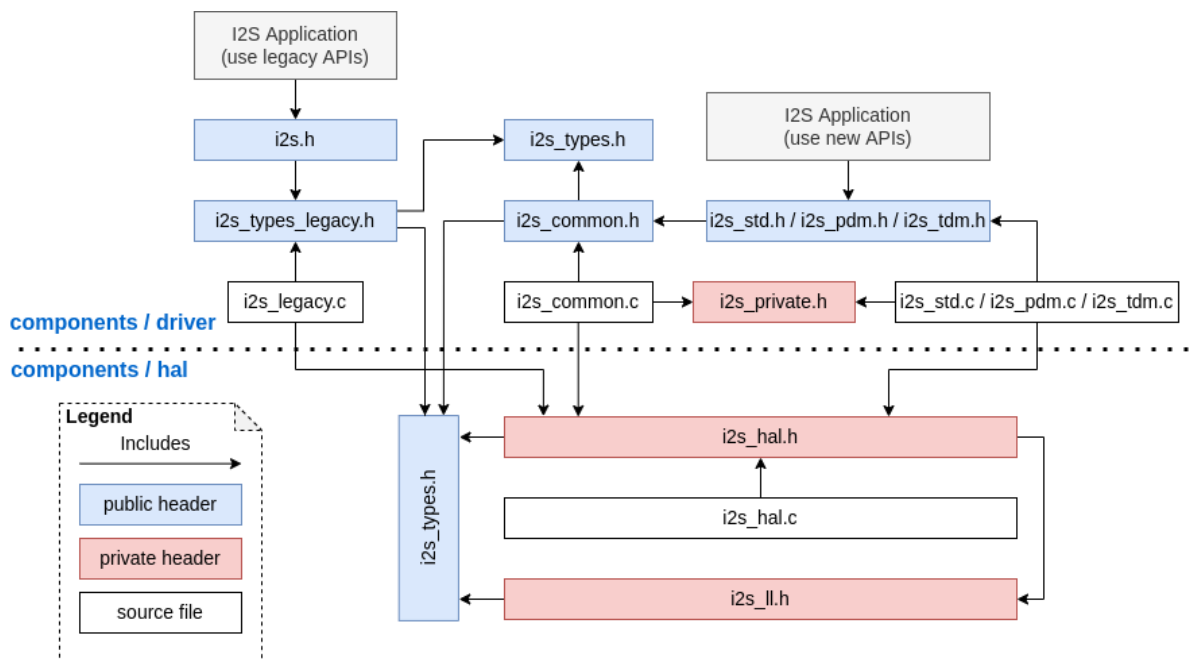 I2S Application
(use legacy APIs)
i2s.h
i2s_types.h
I2S Application
(use new APIs)
i2s_types_legacy.h
i2s_common.h
i2s_std.h / i2s_pdm.h / i2s_tdm.h
i2s_legacy.c
i2s_common.c
i2s_private.h
i2s_std.c / i2s_pdm.c / i2s_tdm.c
components / driver
components / hal
Legend
Includes
public header
private header
source file
i2s_types.h
i2s_hal.h
i2s_hal.c
i2s_ll.h